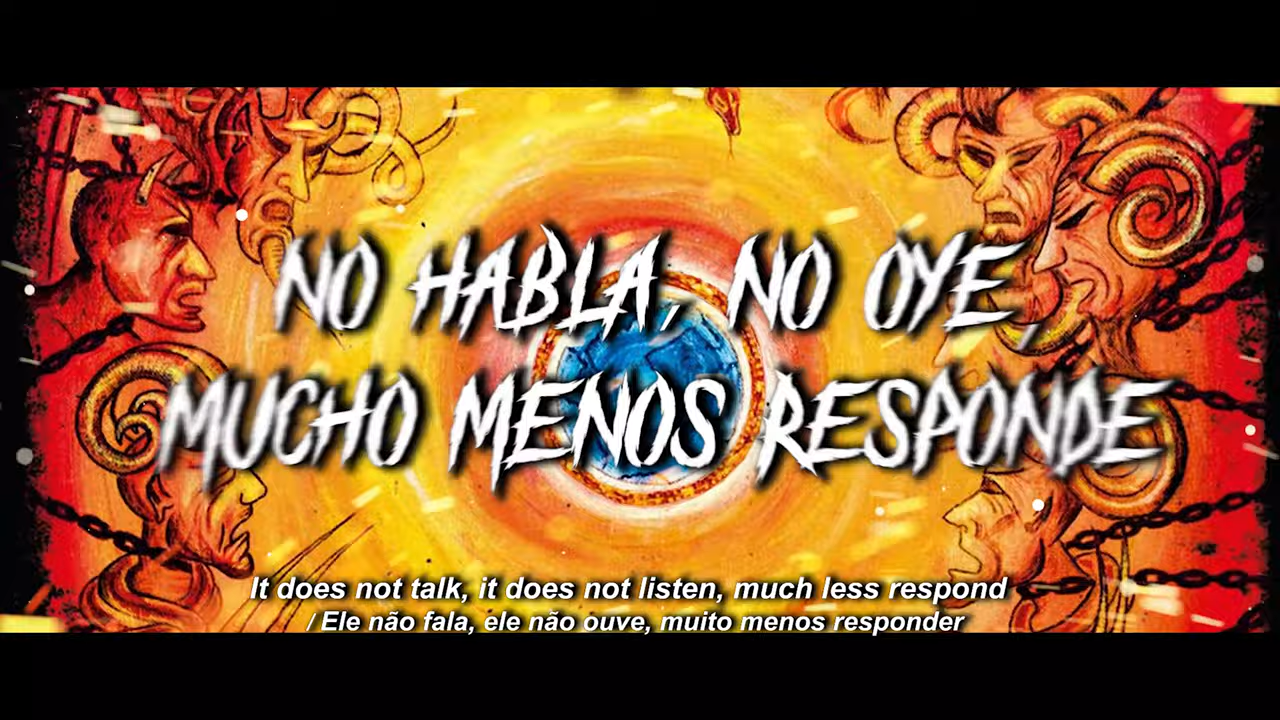 NO HABLA, NO OYE,
MUCHO MENOS RESPONDE
It does not talk, it does not listen, much less respond
/ Ele não fala, ele não ouve, muito menos responder